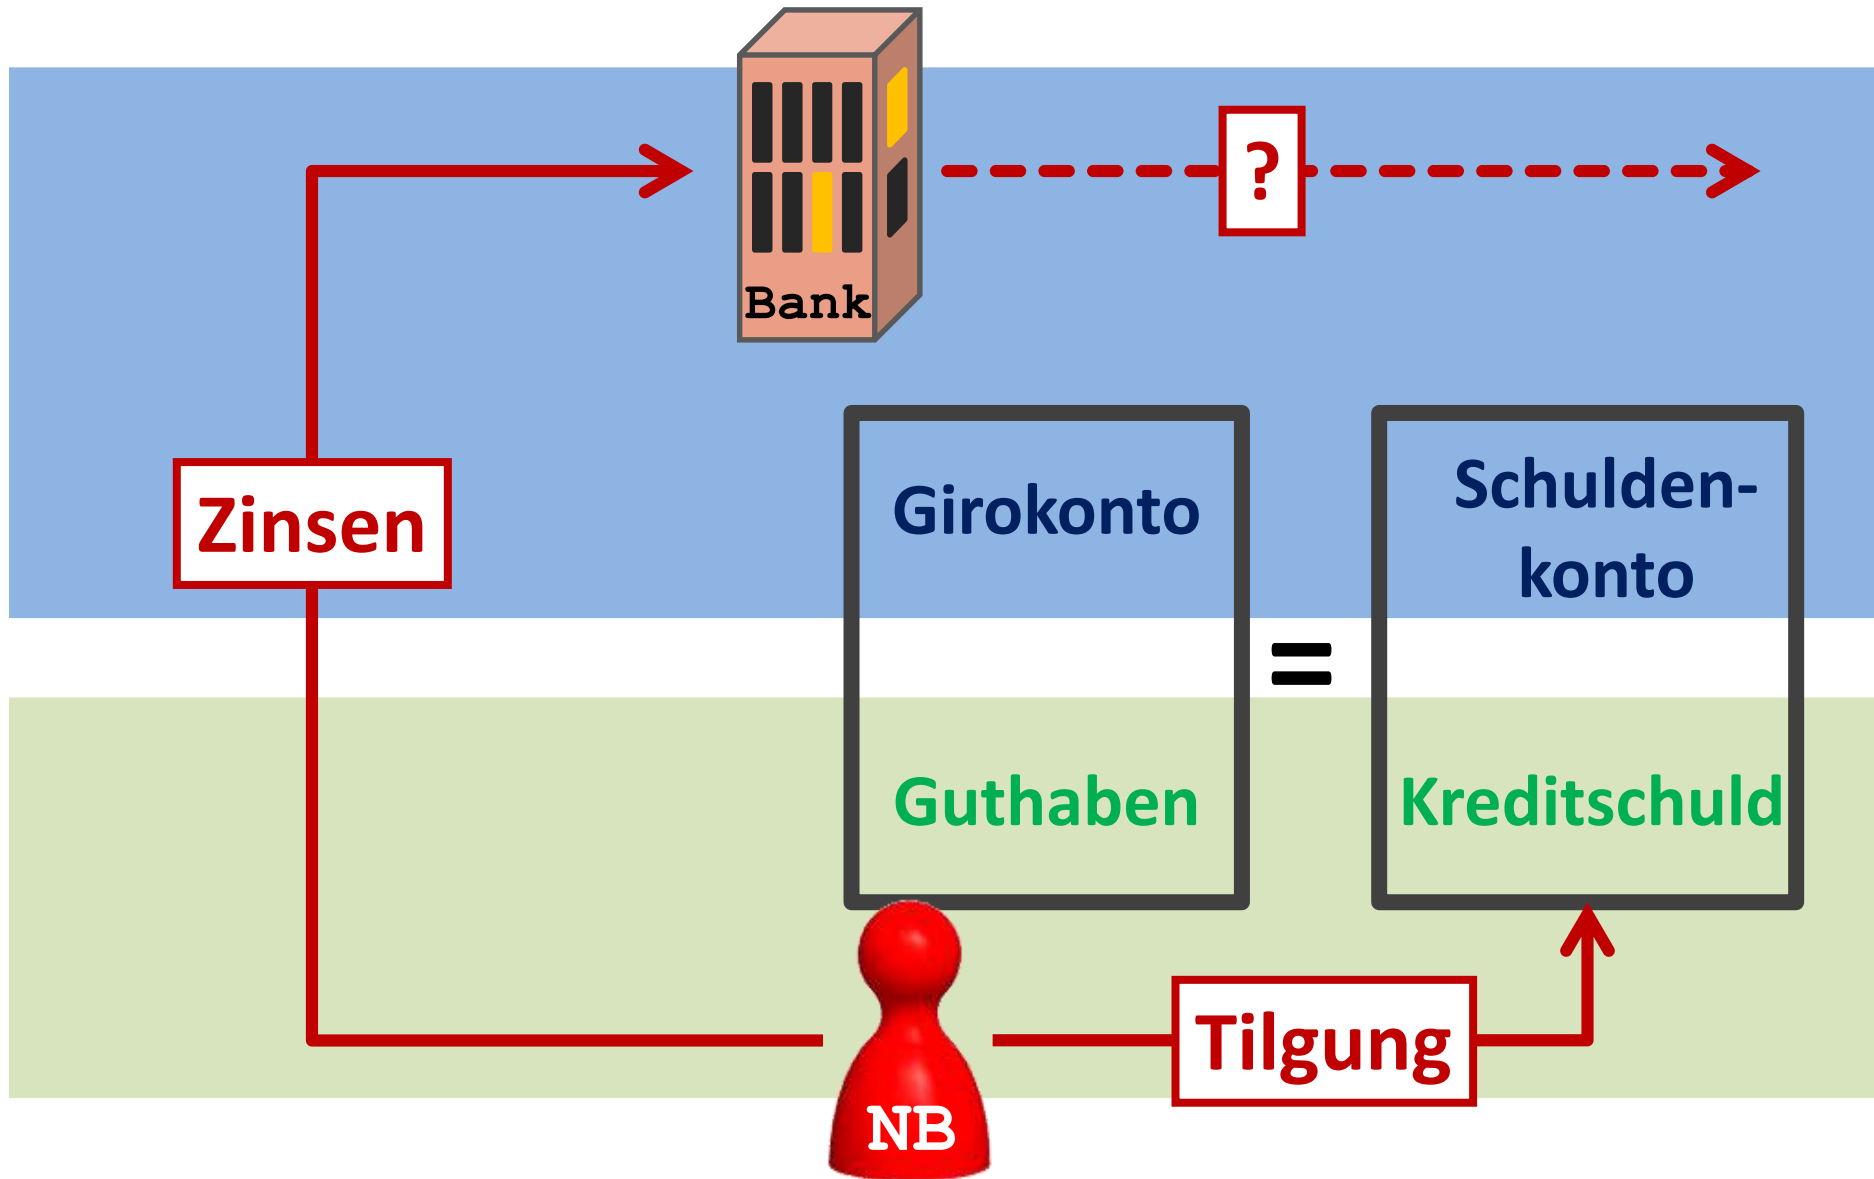 ?
Bank
Zinsen
Girokonto
Schulden-
konto
=
Guthaben
Kreditschuld
Tilgung
NB